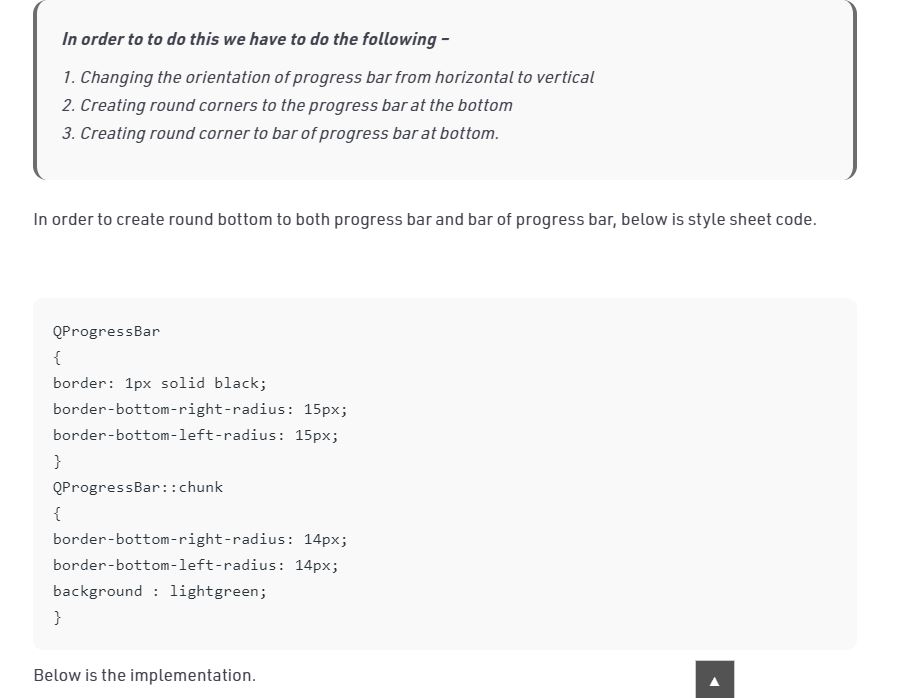 In order to to do this we have to do the following –
1. Changing the orientation of progress bar from horizontal to vertical
2. Creating round corners to the progress bar at the bottom
3. Creating round corner to bar of progress bar at bottom.
In order to create round bottom to both progress bar and bar of progress bar, below is style sheet code.
QProgressBar
{
border: 1px solid black;
border-bottom-right-radius: 15px;
border-bottom-left-radius: 15px;
}
QProgressBar::chunk
{
border-bottom-right-radius: 14px;
border-bottom-left-radius: 14px;
background : lightgreen;
}
Below is the implementation.